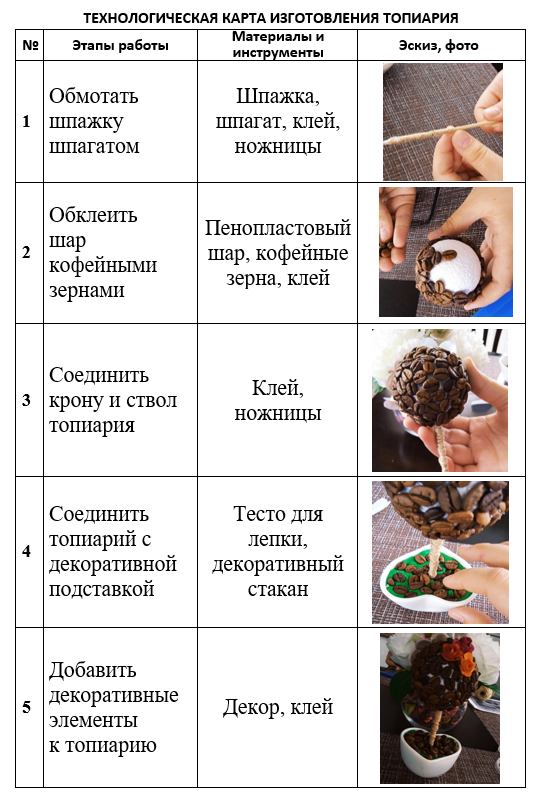 ТЕХНОЛОГИЧЕСКАЯ КАРТА ИЗГОТОВЛЕНИЯ ТОПИАРИЯ
№
Этапы работы
Материалы и
инструменты
Эскиз, фото
1
Обмотать
шпажку
шпагатом
Шпажка,
шпагат, клей,
ножницы
2
Обклеить
шар
кофейными
зернами
Пенопластовый
шар, кофейные
зерна, клей
3
Соединить
крону и ствол
топиария
Клей,
ножницы
4
Соединить
топиарий с
декоративной
подставкой
Тесто для
лепки,
декоративный
стакан
5
Добавить
декоративные
элементы
к топиарию
Декор, клей